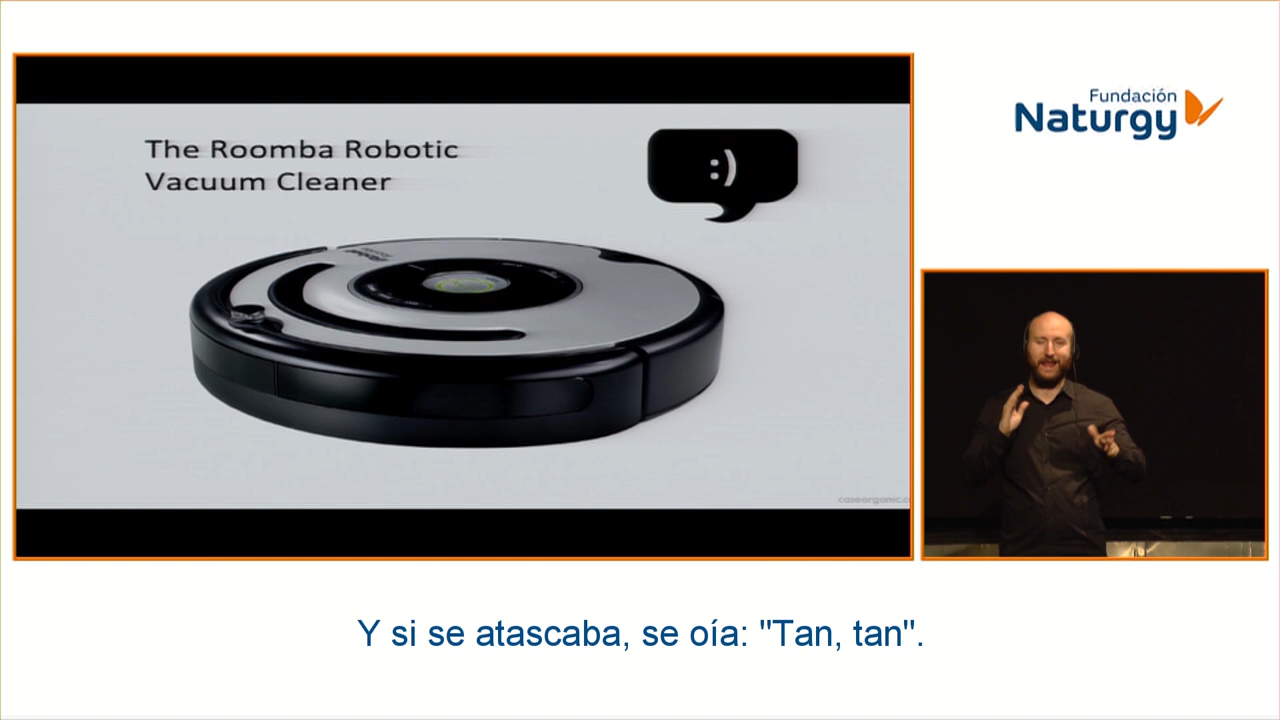 The Roomba Robotic
Vacuum Cleaner
:)
Fundación
Naturgy
Y si se atascaba, se oía: "Tan, tan".